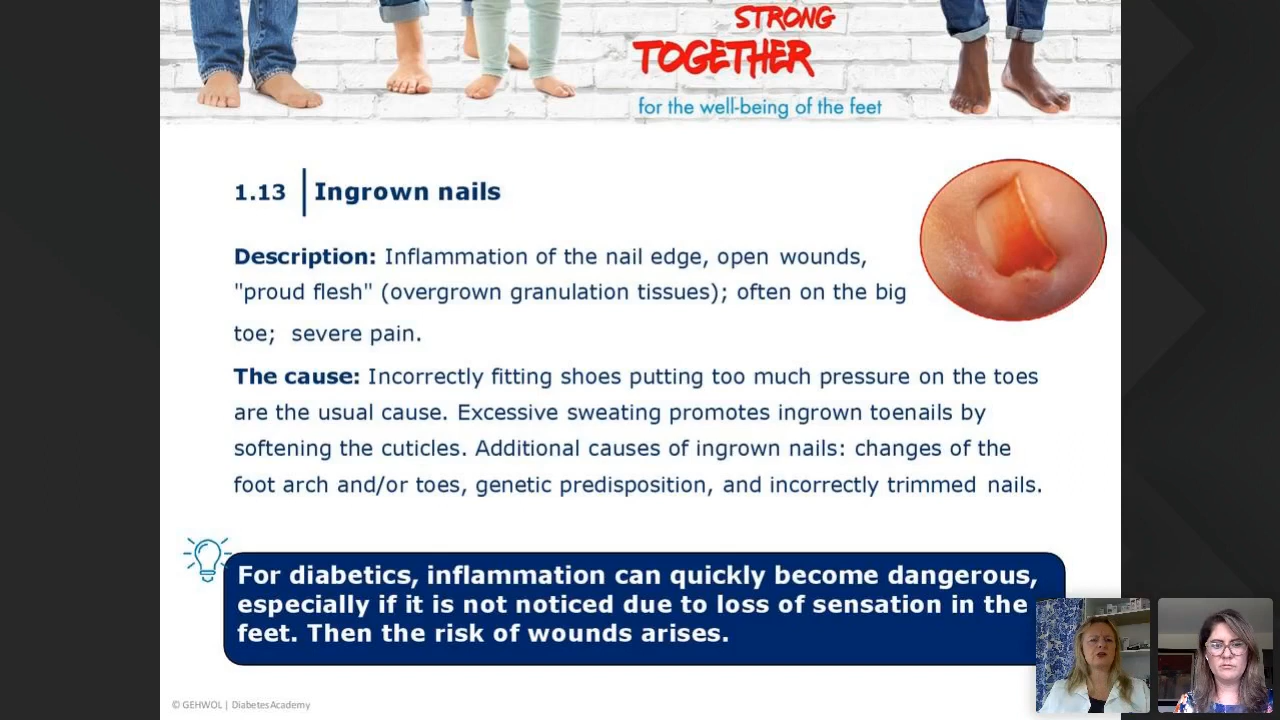 STRONG
TOGETHER
for the well-being of the feet
1.13 Ingrown nails
Description: Inflammation of the nail edge, open wounds,
"proud flesh" (overgrown granulation tissues); often on the big
toe; severe pain.
The cause: Incorrectly fitting shoes putting too much pressure on the toes
are the usual cause. Excessive sweating promotes ingrown toenails by
softening the cuticles. Additional causes of ingrown nails: changes of the
foot arch and/or toes, genetic predisposition, and incorrectly trimmed nails.
For diabetics, inflammation can quickly become dangerous,
especially if it is not noticed due to loss of sensation in the
feet. Then the risk of wounds arises.
© GEHWOL | DiabetesAcademy